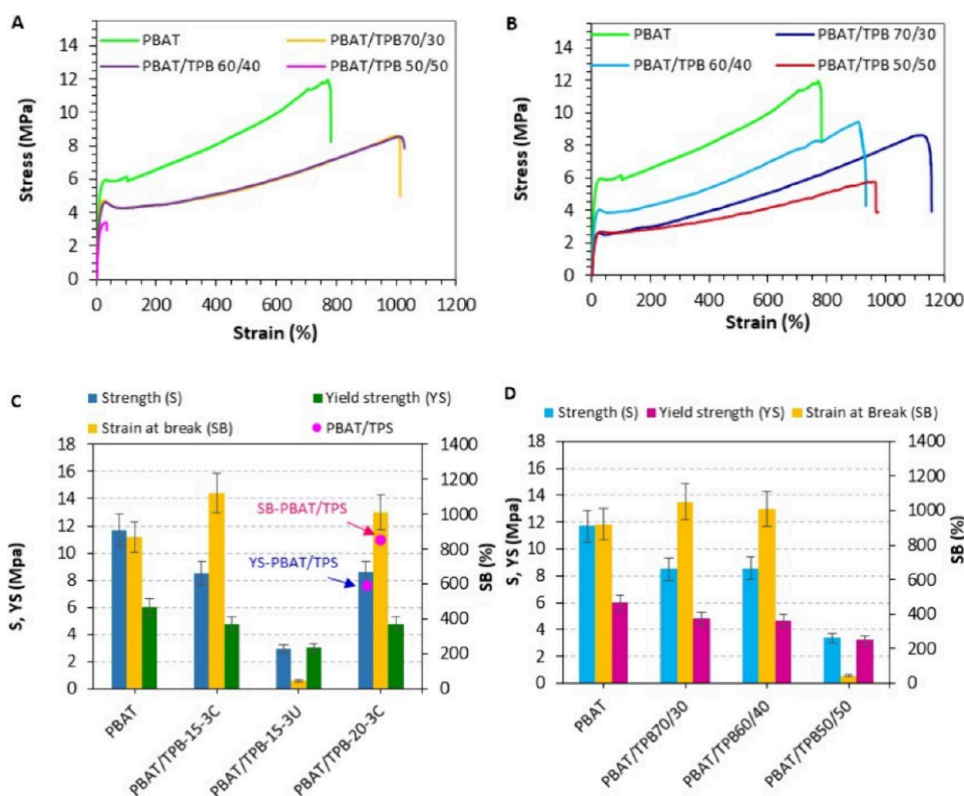 A
PBAT
PBAT/TPB70/30
PBAT/TPB 60/40
PBAT/TPB 50/50
Stress (MPa)
14
12
10
8
6
4
2
0
0 200 400 600 800 1000 1200
Strain (%)
B
PBAT
PBAT/TPB 70/30
PBAT/TPB 60/40
PBAT/TPB 50/50
Stress (MPa)
14
12
10
8
6
4
2
0
0 200 400 600 800 1000 1200
Strain (%)
C
Strength (S)
Yield strength (YS)
Strain at break (SB)
PBAT/TPS
S, YS (Mpa)
18
16
14
12
10
8
6
4
2
0
SB-PBAT/TPS
YS-PBAT/TPS
1400
1200
1000
800
600
400
200
0
SB (%)
PBAT
PBAT/TPB-15-3C
PBAT/TPB-15-3U
PBAT/TPB-20-3C
D
Strength (S)
Yield strength (YS)
Strain at Break (SB)
S, YS (Mpa)
18
16
14
12
10
8
6
4
2
0
1400
1200
1000
800
600
400
200
0
SB (%)
PBAT
PBAT/TPB70/30
PBAT/TPB60/40
PBAT/TPB50/50